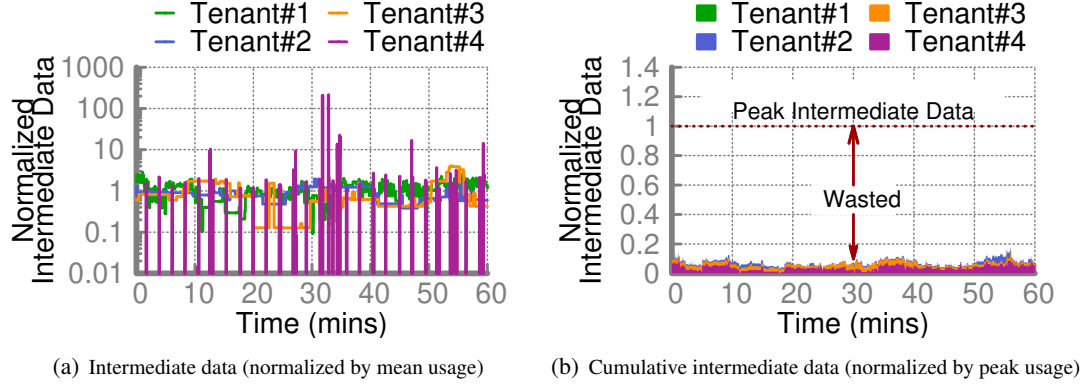 Tenant#1 Tenant#3
Tenant#2 Tenant#4
Normalized
Intermediate Data
1000
100
10
1
0.1
0.01
0 10 20 30 40 50 60
Time (mins)
(a) Intermediate data (normalized by mean usage)
Tenant#1 Tenant#3
Tenant#2 Tenant#4
Normalized
Intermediate Data
1.4
1.2
1
0.8
0.6
0.4
0.2
0
Peak Intermediate Data
Wasted
0 10 20 30 40 50 60
Time (mins)
(b) Cumulative intermediate data (normalized by peak usage)